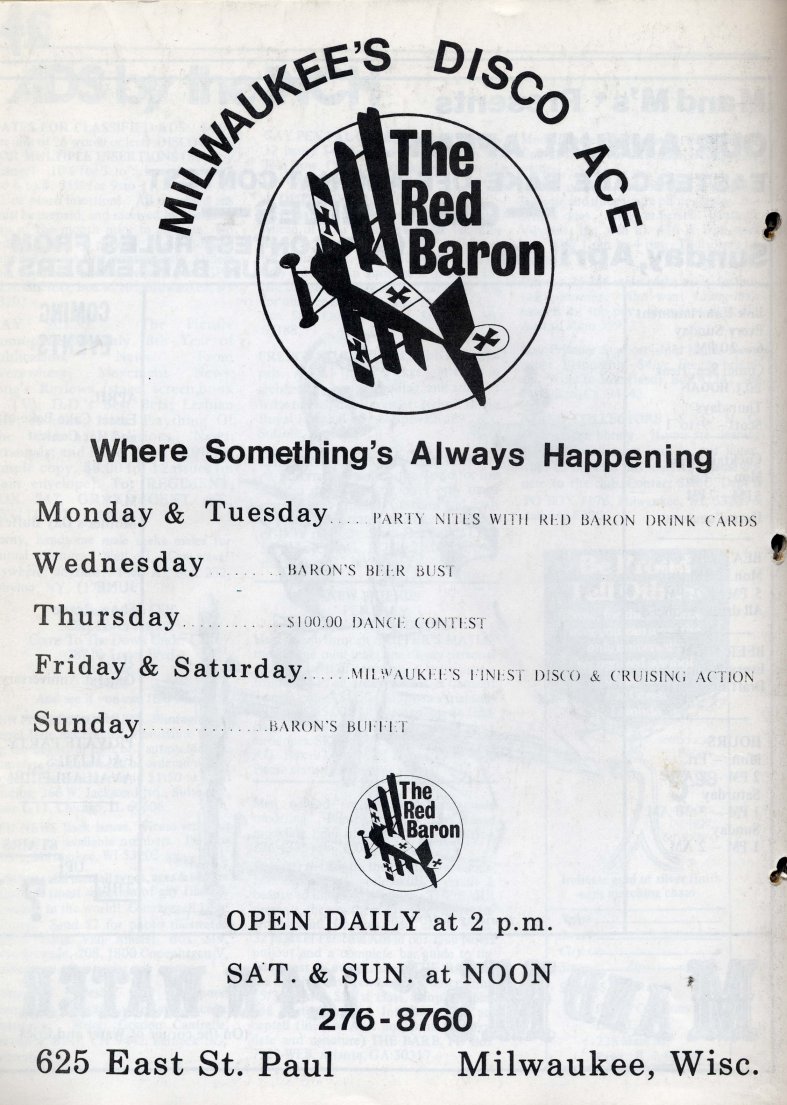 MILWAUKEE'S DISCO ACE
The
Red
Baron
Where Something's Always Happening
Monday & Tuesday.....PARTY NITES WITH RED BARON DRINK CARDS
Wednesday.........BARON'S BEER BUST
Thursday............$100.00 DANCE CONTEST
Friday & Saturday......MILWAUKEE'S FINEST DISCO & CRUISING ACTION
Sunday...............BARON'S BUFFET
The
Red
Baron
OPEN DAILY at 2 p.m.
SAT. & SUN. at NOON
276-8760
625 East St. Paul Milwaukee, Wisc.